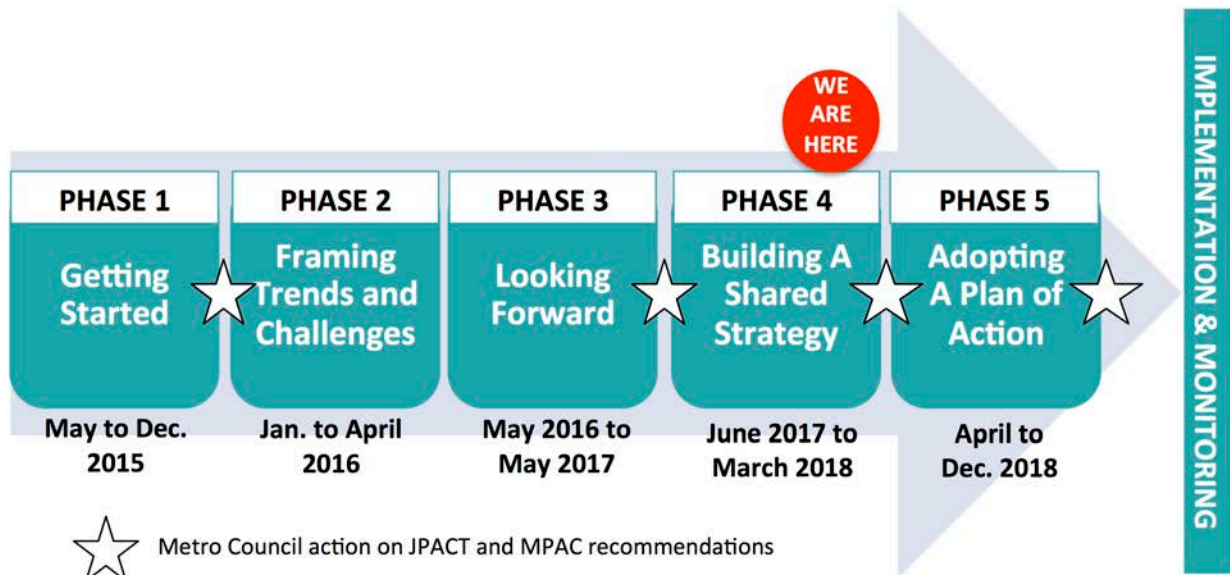 WE
ARE
HERE
PHASE 1
Getting
Started
May to Dec.
2015
PHASE 2
Framing
Trends and
Challenges
Jan. to April
2016
PHASE 3
Looking
Forward
May 2016 to
May 2017
PHASE 4
Building A
Shared
Strategy
June 2017 to
March 2018
PHASE 5
Adopting
A Plan of
Action
April to
Dec. 2018
IMPLEMENTATION & MONITORING
Metro Council action on JPACT and MPAC recommendations